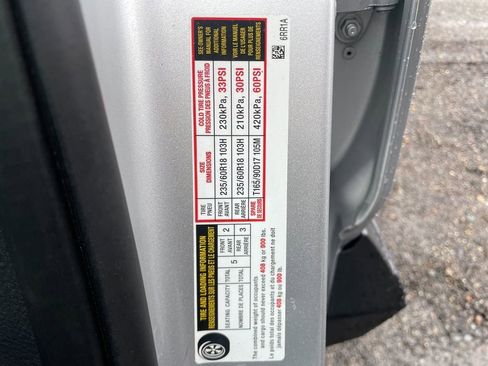 TIRE AND LOADING INFORMATION
RENSEIGNEMENTS SUR LES PNEUS ET LE CHARGEMENT
SEATING CAPACITY TOTAL 5 FRONT 2 REAR 3
NOMBRE DE PLACES TOTAL AVANT ARRIÈRE
The combined weight of occupants
and cargo should never exceed 408 kg or 900 lbs.
Le poids total des occupants et du chargement ne doit
jamais dépasser 408 kg ou 900 lb.
TIRE SIZE COLD TIRE PRESSURE
PNEU DIMENSIONS PRESSION DES PNEUS À FROID
FRONT 235/60R18 103H 230kPa, 33PSI
AVANT
REAR 235/60R18 103H 210kPa, 30PSI
ARRIÈRE
SPARE T165/90D17 105M 420kPa, 60PSI
DE SECOURS
SEE OWNER'S
MANUAL FOR
ADDITIONAL
INFORMATION
VOIR LE MANUEL
DE L'USAGER
POUR PLUS DE
RENSEIGNEMENTS
6RR1A